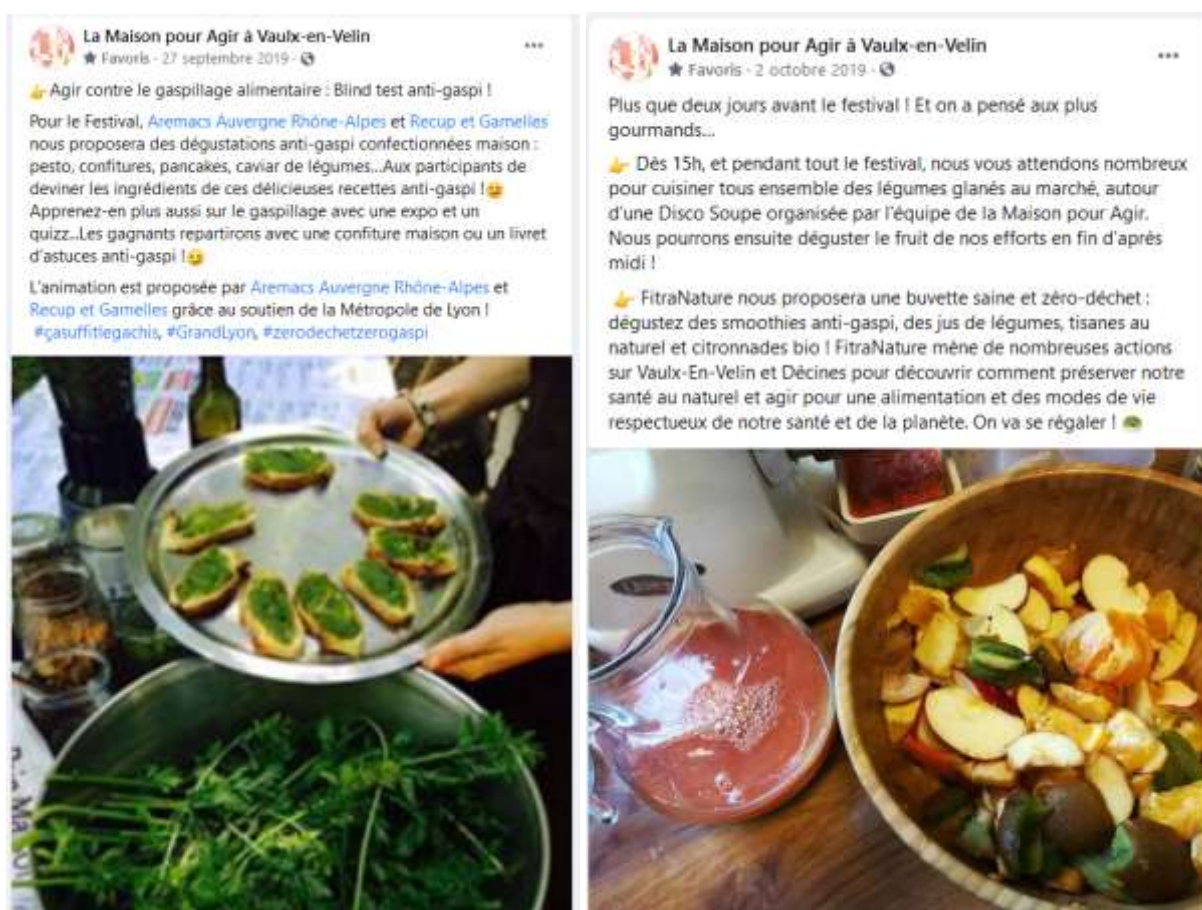 La Maison pour Agir à Vaulx-en-Velin
Favoris · 27 septembre 2019 ·
👉Agir contre le gaspillage alimentaire : Blind test anti-gaspi !
Pour le Festival, Aremacs Auvergne Rhône-Alpes et Recup et Gamelles
nous proposera des dégustations anti-gaspi confectionnées maison :
pesto, confitures, pancakes, caviar de légumes...Aux participants de
deviner les ingrédients de ces délicieuses recettes anti-gaspi !😉
Apprenez-en plus aussi sur le gaspillage avec une expo et un
quizz...Les gagnants repartirons avec une confiture maison ou un livret
d'astuces anti-gaspi !😉
L'animation est proposée par Aremacs Auvergne Rhône-Alpes et
Recup et Gamelles grâce au soutien de la Métropole de Lyon !
#çasuffitlegachis, #GrandLyon, #zerodechetzerogaspi
La Maison pour Agir à Vaulx-en-Velin
Favoris · 2 octobre 2019 ·
Plus que deux jours avant le festival ! Et on a pensé aux plus
gourmands...
👉 Dès 15h, et pendant tout le festival, nous vous attendons nombreux
pour cuisiner tous ensemble des légumes glanés au marché, autour
d'une Disco Soupe organisée par l'équipe de la Maison pour Agir.
Nous pourrons ensuite déguster le fruit de nos efforts en fin d'après
midi !
👉 FitraNature nous proposera une buvette saine et zéro-déchet :
dégustez des smoothies anti-gaspi, des jus de légumes, tisanes au
naturel et citronnades bio ! FitraNature mène de nombreuses actions
sur Vaulx-En-Velin et Décines pour découvrir comment préserver notre
santé au naturel et agir pour une alimentation et des modes de vie
respectueux de notre santé et de la planète. On va se régaler !